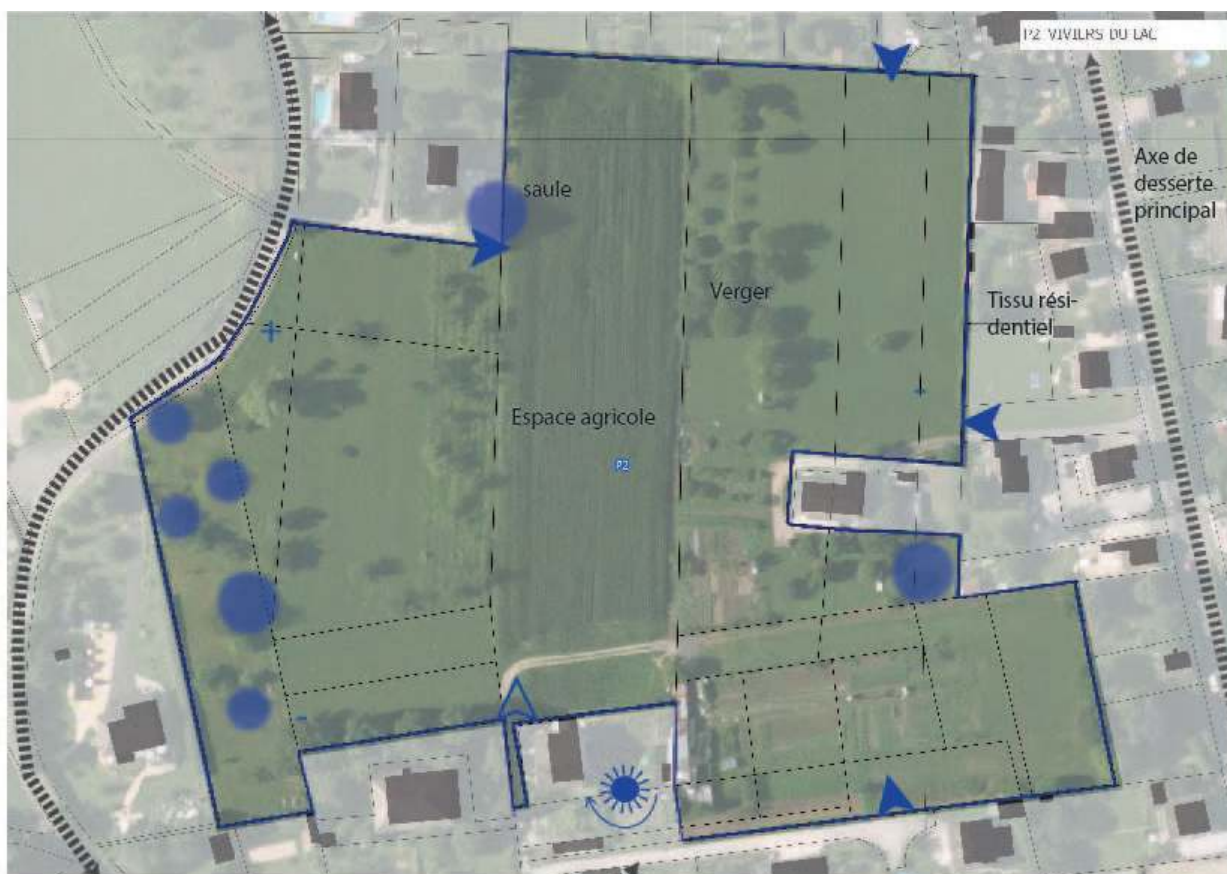 P2 VIVIERS DU LAC
Axe de
desserte
principal
saule
Verger
Tissu rési-
dentiel
Espace agricole
P2